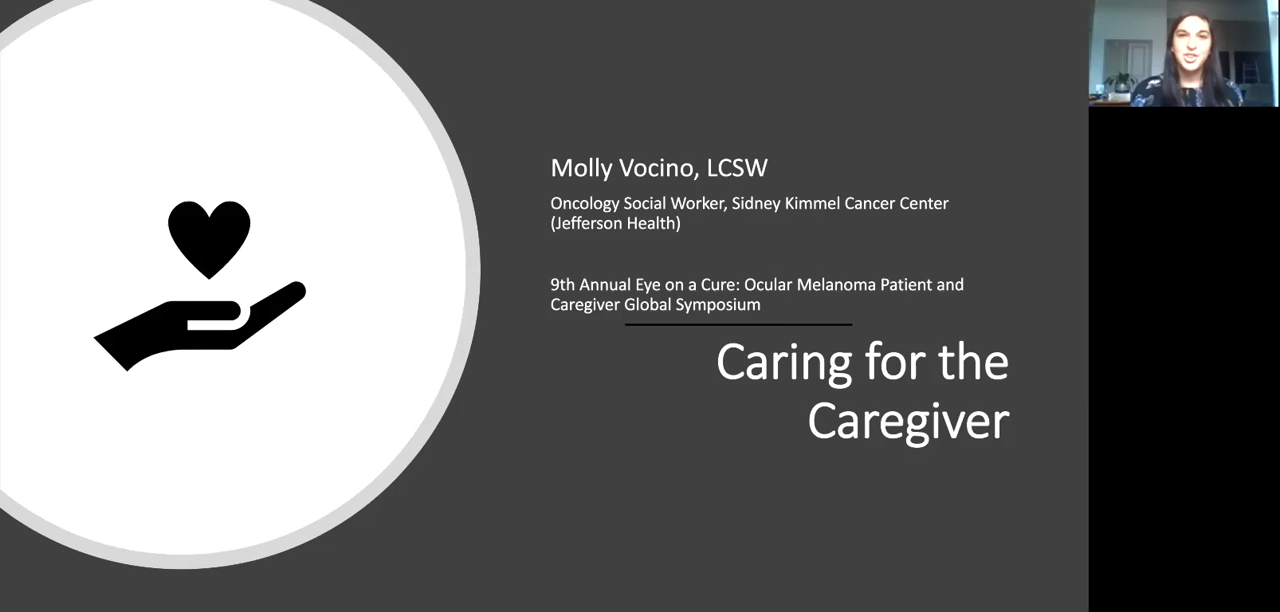 Molly Vocino, LCSW
Oncology Social Worker, Sidney Kimmel Cancer Center
(Jefferson Health)
9th Annual Eye on a Cure: Ocular Melanoma Patient and
Caregiver Global Symposium
Caring for the
Caregiver